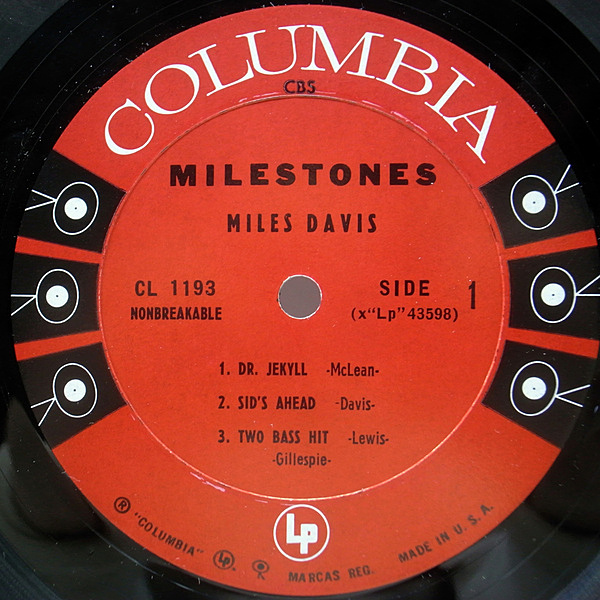 COLUMBIA
CBS
MILESTONES
MILES DAVIS
CL 1193
NONBREAKABLE
SIDE 1
(x"Lp"43598)
1. DR. JEKYLL -McLean-
2. SID'S AHEAD -Davis-
3. TWO BASS HIT -Lewis-
-Gillespie-
Lp
® "COLUMBIA" Lp MARCAS REG. MADE IN U. S. A.